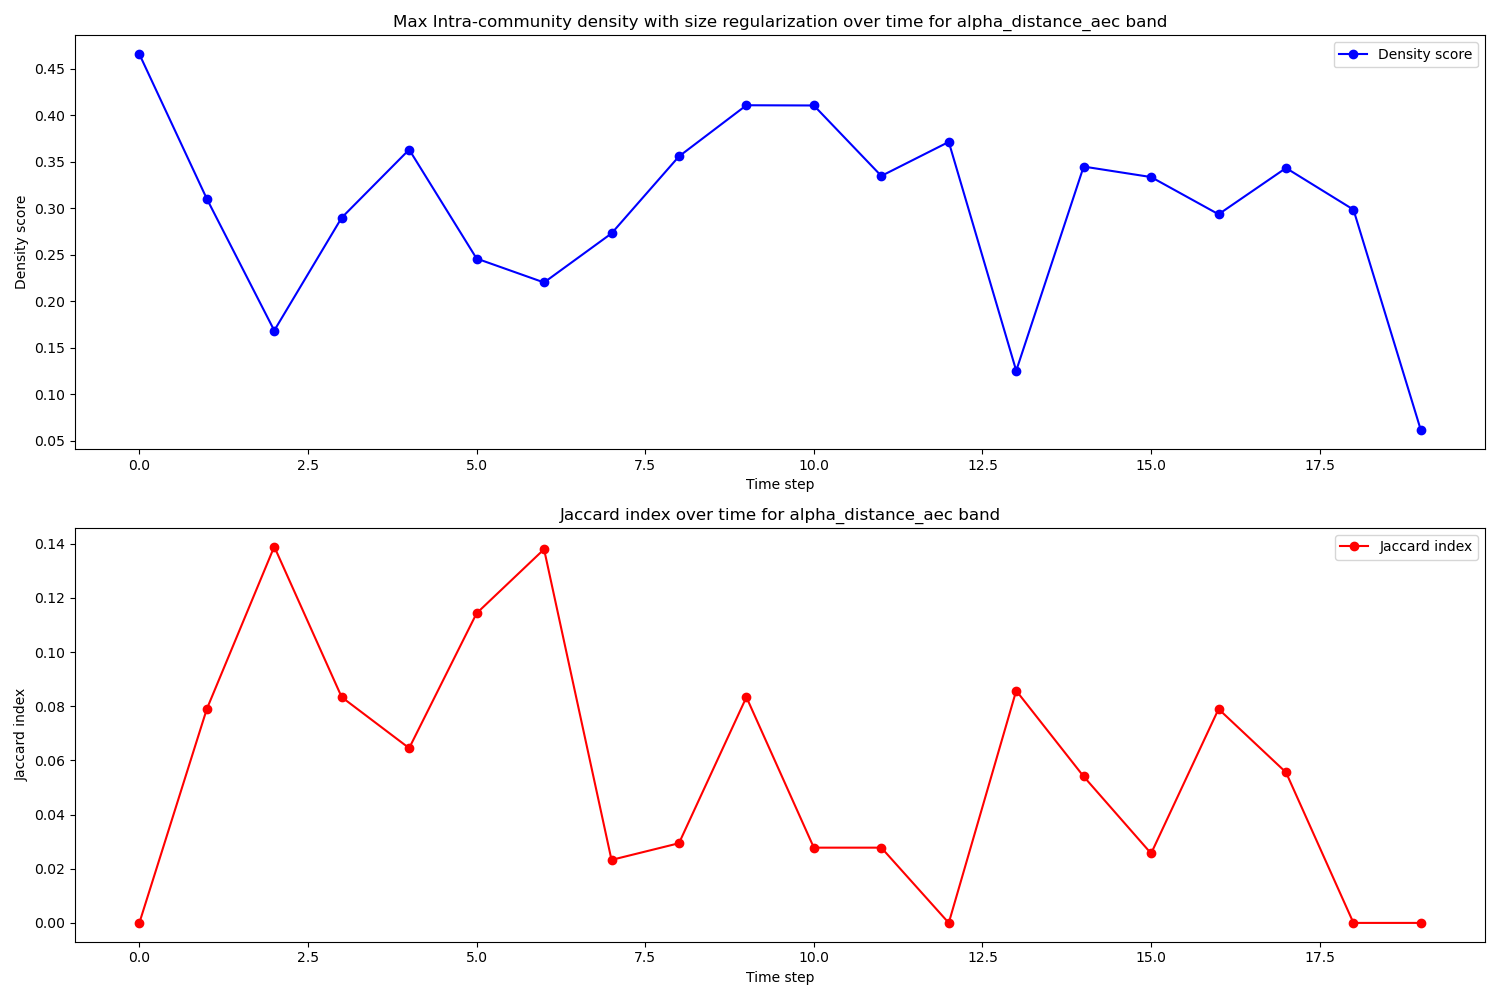 Max Intra-community density with size regularization over time for alpha_distance_aec band
Density score
0.45
0.40
0.35
0.30
0.25
0.20
0.15
0.10
0.05
Density score
0.0 2.5 5.0 7.5 10.0 12.5 15.0 17.5
Time step
Jaccard index over time for alpha_distance_aec band
Jaccard index
0.14
0.12
0.10
0.08
0.06
0.04
0.02
0.00
Jaccard index
0.0 2.5 5.0 7.5 10.0 12.5 15.0 17.5
Time step